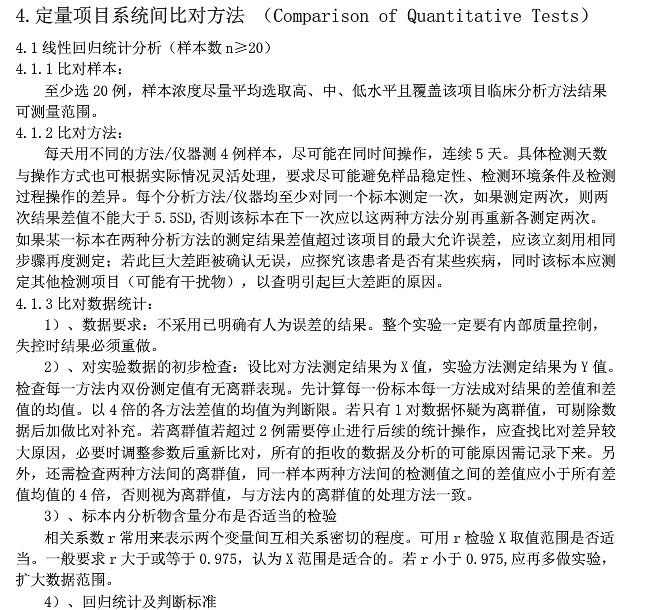 4.定量项目系统间比对方法 （Comparison of Quantitative Tests）
4.1线性回归统计分析（样本数n≥20）
4.1.1比对样本：
至少选20例，样本浓度尽量平均选取高、中、低水平且覆盖该项目临床分析方法结果
可测量范围。
4.1.2比对方法：
每天用不同的方法/仪器测4例样本，尽可能在同时间操作，连续5天。具体检测天数
与操作方式也可根据实际情况灵活处理，要求尽可能避免样品稳定性、检测环境条件及检测
过程操作的差异。每个分析方法/仪器均至少对同一个标本测定一次，如果测定两次，则两
次结果差值不能大于5.5SD,否则该标本在下一次应以这两种方法分别再重新各测定两次。
如果某一标本在两种分析方法的测定结果差值超过该项目的最大允许误差，应该立刻用相同
步骤再度测定；若此巨大差距被确认无误，应探究该患者是否有某些疾病，同时该标本应测
定其他检测项目（可能有干扰物），以查明引起巨大差距的原因。
4.1.3比对数据统计：
1）、数据要求：不采用已明确有人为误差的结果。整个实验一定要有内部质量控制，
失控时结果必须重做。
2）、对实验数据的初步检查：设比对方法测定结果为X值，实验方法测定结果为Y值。
检查每一方法内双份测定值有无离群表现。先计算每一份标本每一方法成对结果的差值和差
值的均值。以4倍的各方法差值的均值为判断限。若只有1对数据怀疑为离群值，可剔除数
据后加做比对补充。若离群值若超过2例需要停止进行后续的统计操作，应查找比对差异较
大原因，必要时调整参数后重新比对，所有的拒收的数据及分析的可能原因需记录下来。另
外，还需检查两种方法间的离群值，同一样本两种方法间的检测值之间的差值应小于所有差
值均值的4倍，否则视为离群值，与方法内的离群值的处理方法一致。
3）、标本内分析物含量分布是否适当的检验
相关系数r常用来表示两个变量间互相关系密切的程度。可用r检验X取值范围是否适
当。一般要求r大于或等于0.975，认为X范围是适合的。若r小于0.975,应再多做实验，
扩大数据范围。
4）、回归统计及判断标准